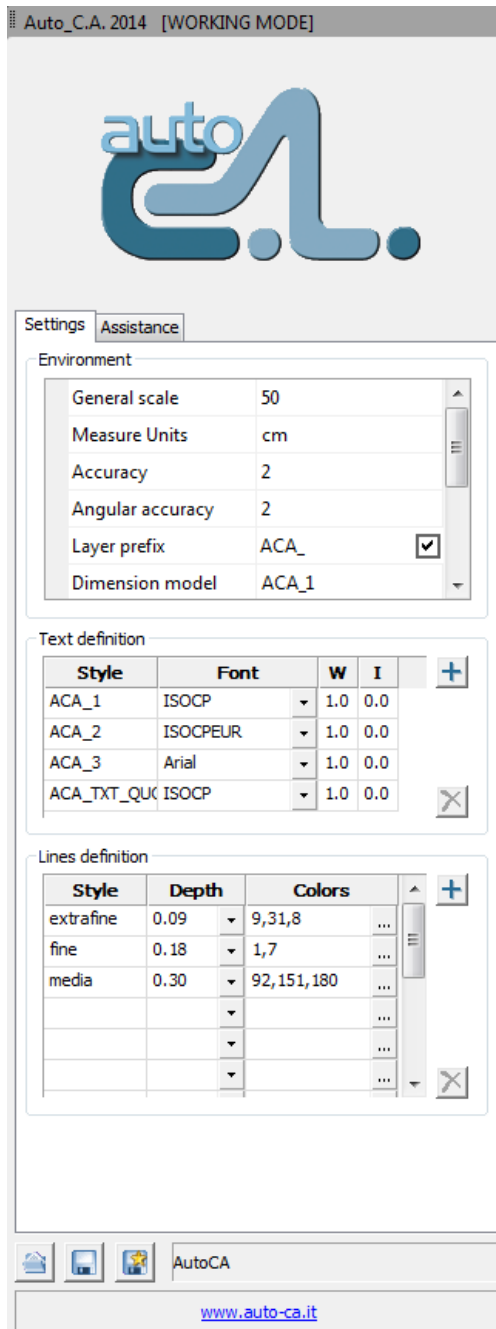 Auto_C.A. 2014 [WORKING MODE]
auto
C.A.
Settings Assistance
Environment
General scale 50
Measure Units cm
Accuracy 2
Angular accuracy 2
Layer prefix ACA_
Dimension model ACA_1
Text definition
Style Font W I
ACA_1 ISOCP 1.0 0.0
ACA_2 ISOCPEUR 1.0 0.0
ACA_3 Arial 1.0 0.0
ACA_TXT_QUO ISOCP 1.0 0.0
Lines definition
Style Depth Colors
extrafine 0.09 9,31,8 ...
fine 0.18 1,7 ...
media 0.30 92,151,180 ...
...
...
...
AutoCA
www.auto-ca.it